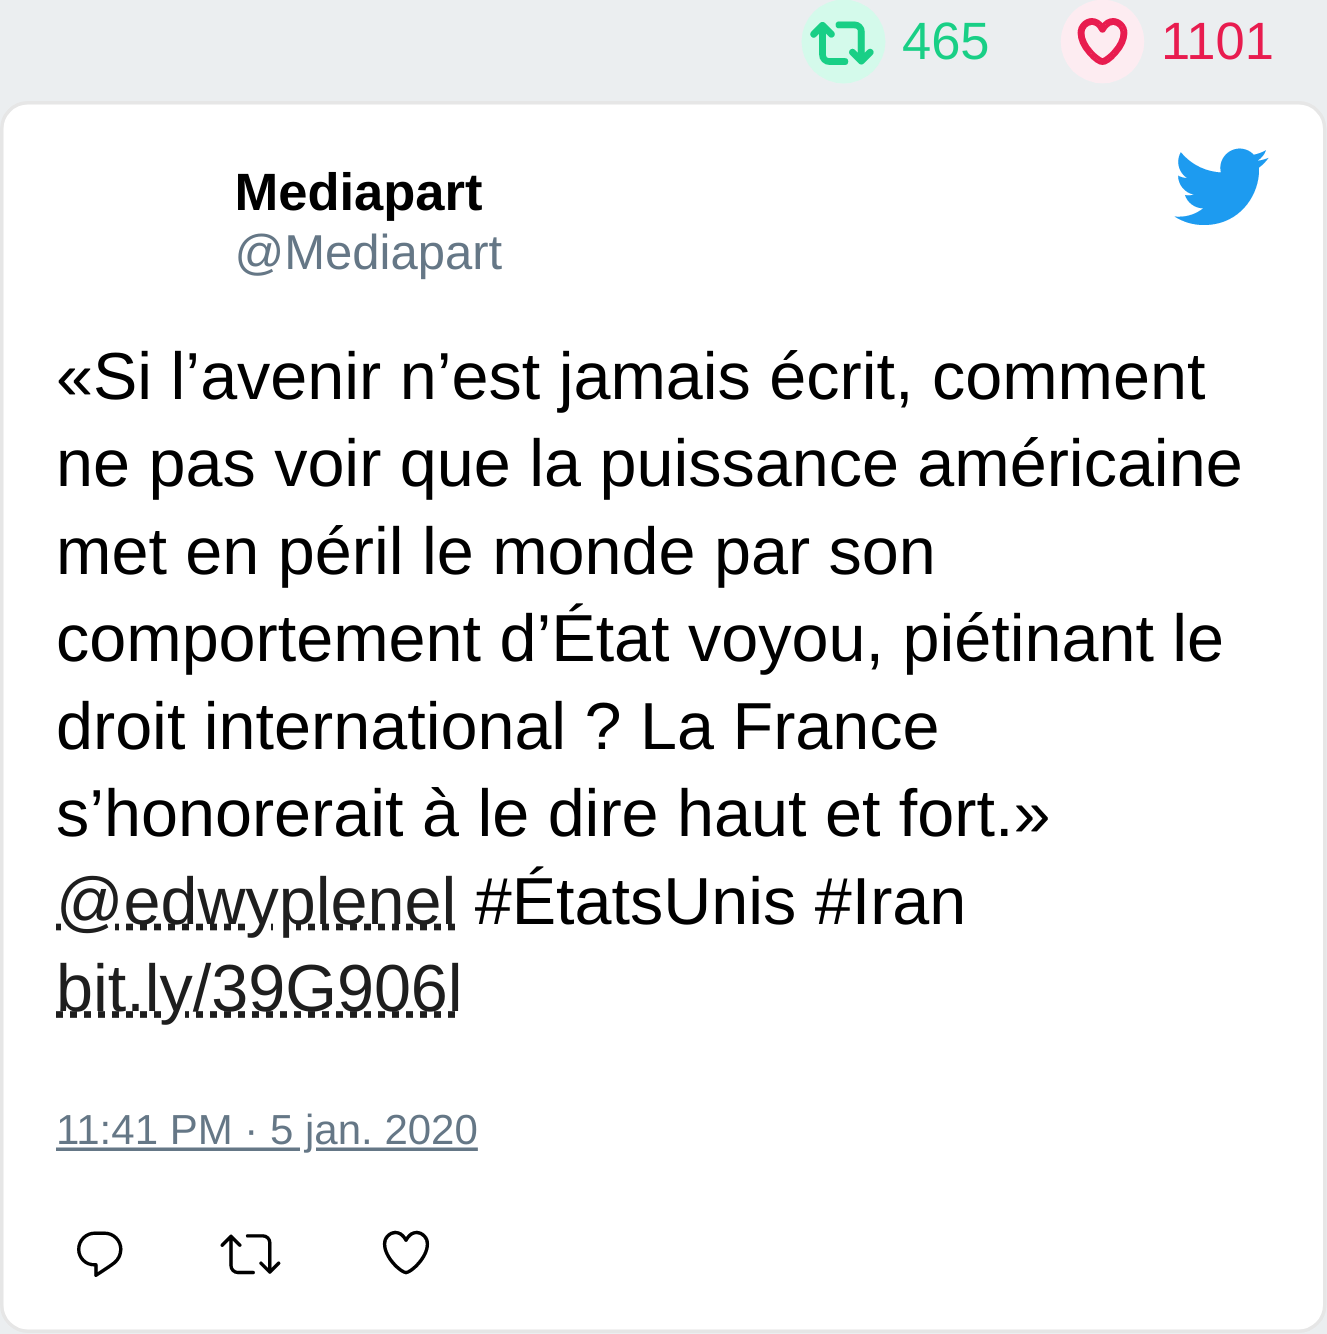 465 1101
Mediapart
@Mediapart
«Si l’avenir n’est jamais écrit, comment
ne pas voir que la puissance américaine
met en péril le monde par son
comportement d’État voyou, piétinant le
droit international ? La France
s’honorerait à le dire haut et fort.»
@edwyplenel #ÉtatsUnis #Iran
bit.ly/39G906l
11:41 PM · 5 jan. 2020